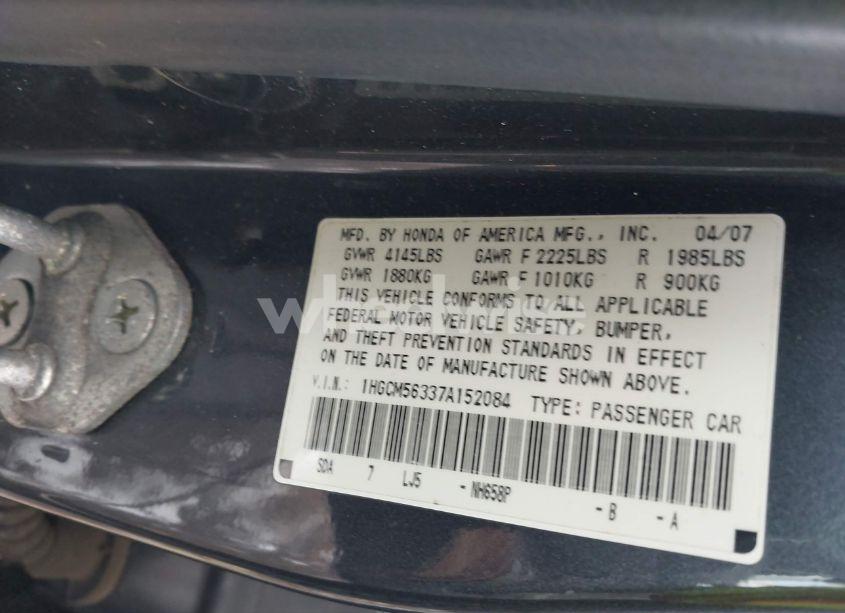 MFD. BY HONDA OF AMERICA MFG., INC. 04/07
GVWR 4145LBS GAWR F 2225LBS R 1985LBS
GVWR 1880KG GAWR F 1010KG R 900KG
THIS VEHICLE CONFORMS TO ALL APPLICABLE
FEDERAL MOTOR VEHICLE SAFETY, BUMPER,
AND THEFT PREVENTION STANDARDS IN EFFECT
ON THE DATE OF MANUFACTURE SHOWN ABOVE.
V.I.N.: 1HGCM56337A152084 TYPE: PASSENGER CAR
SDA 7 LJ5 - NH658P - B - A